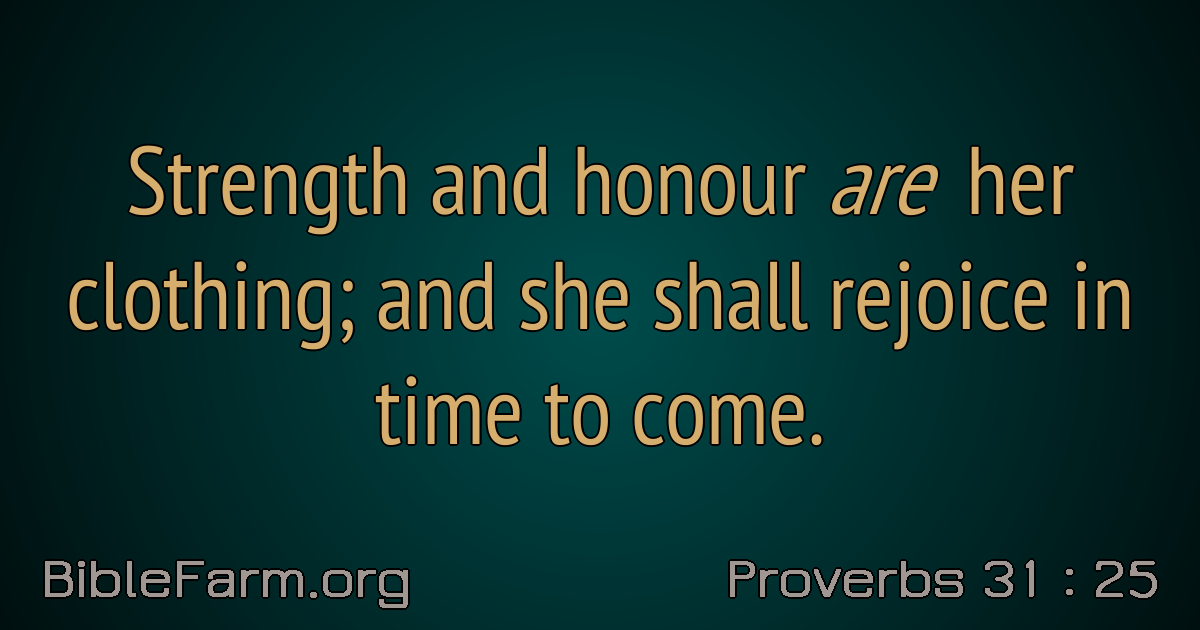 Strength and honour are her
clothing; and she shall rejoice in
time to come.
BibleFarm.org
Proverbs 31 : 25